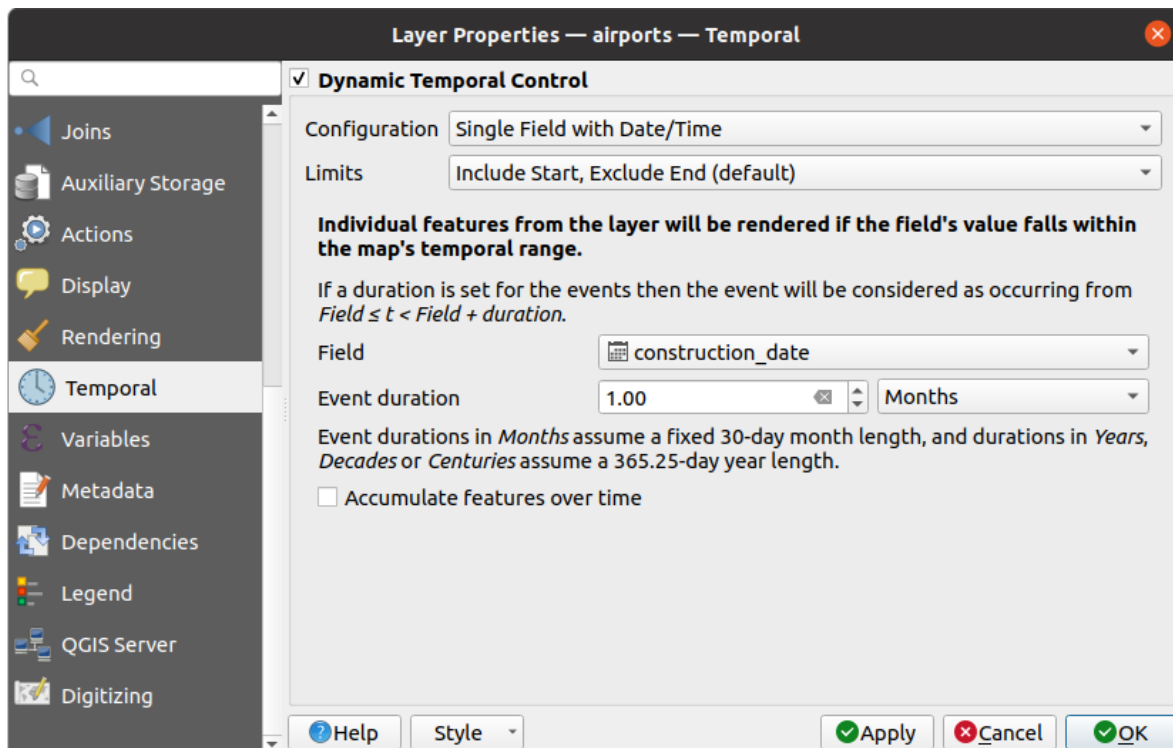 Layer Properties — airports — Temporal
Joins
Auxiliary Storage
Actions
Display
Rendering
Temporal
Variables
Metadata
Dependencies
Legend
QGIS Server
Digitizing
Dynamic Temporal Control
Configuration Single Field with Date/Time
Limits Include Start, Exclude End (default)
Individual features from the layer will be rendered if the field's value falls within
the map's temporal range.
If a duration is set for the events then the event will be considered as occurring from
Field ≤ t < Field + duration.
Field construction_date
Event duration 1.00 Months
Event durations in Months assume a fixed 30-day month length, and durations in Years,
Decades or Centuries assume a 365.25-day year length.
Accumulate features over time
Help Style Apply Cancel OK